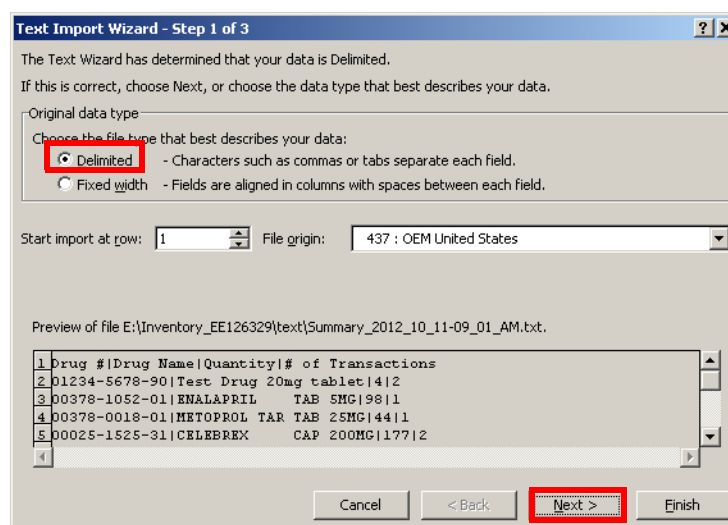 Text Import Wizard - Step 1 of 3
The Text Wizard has determined that your data is Delimited.
If this is correct, choose Next, or choose the data type that best describes your data.
Original data type
Choose the file type that best describes your data:
Delimited - Characters such as commas or tabs separate each field.
Fixed width - Fields are aligned in columns with spaces between each field.
Start import at row: 1 File origin: 437 : OEM United States
Preview of file E:\Inventory_EE126329\text\Summary_2012_10_11-09_01_AM.txt.
1 Drug #|Drug Name|Quantity|# of Transactions
2 01234-5678-90|Test Drug 20mg tablet|4|2
3 00378-1052-01|ENALAPRIL TAB 5MG|98|1
4 00378-0018-01|METOPROL TAR TAB 25MG|44|1
5 00025-1525-31|CELEBREX CAP 200MG|177|2
Cancel < Back Next > Finish